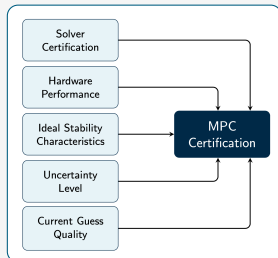 Solver
Certification
Hardware
Performance
Ideal Stability
Characteristics
Uncertainty
Level
Current Guess
Quality
MPC
Certification